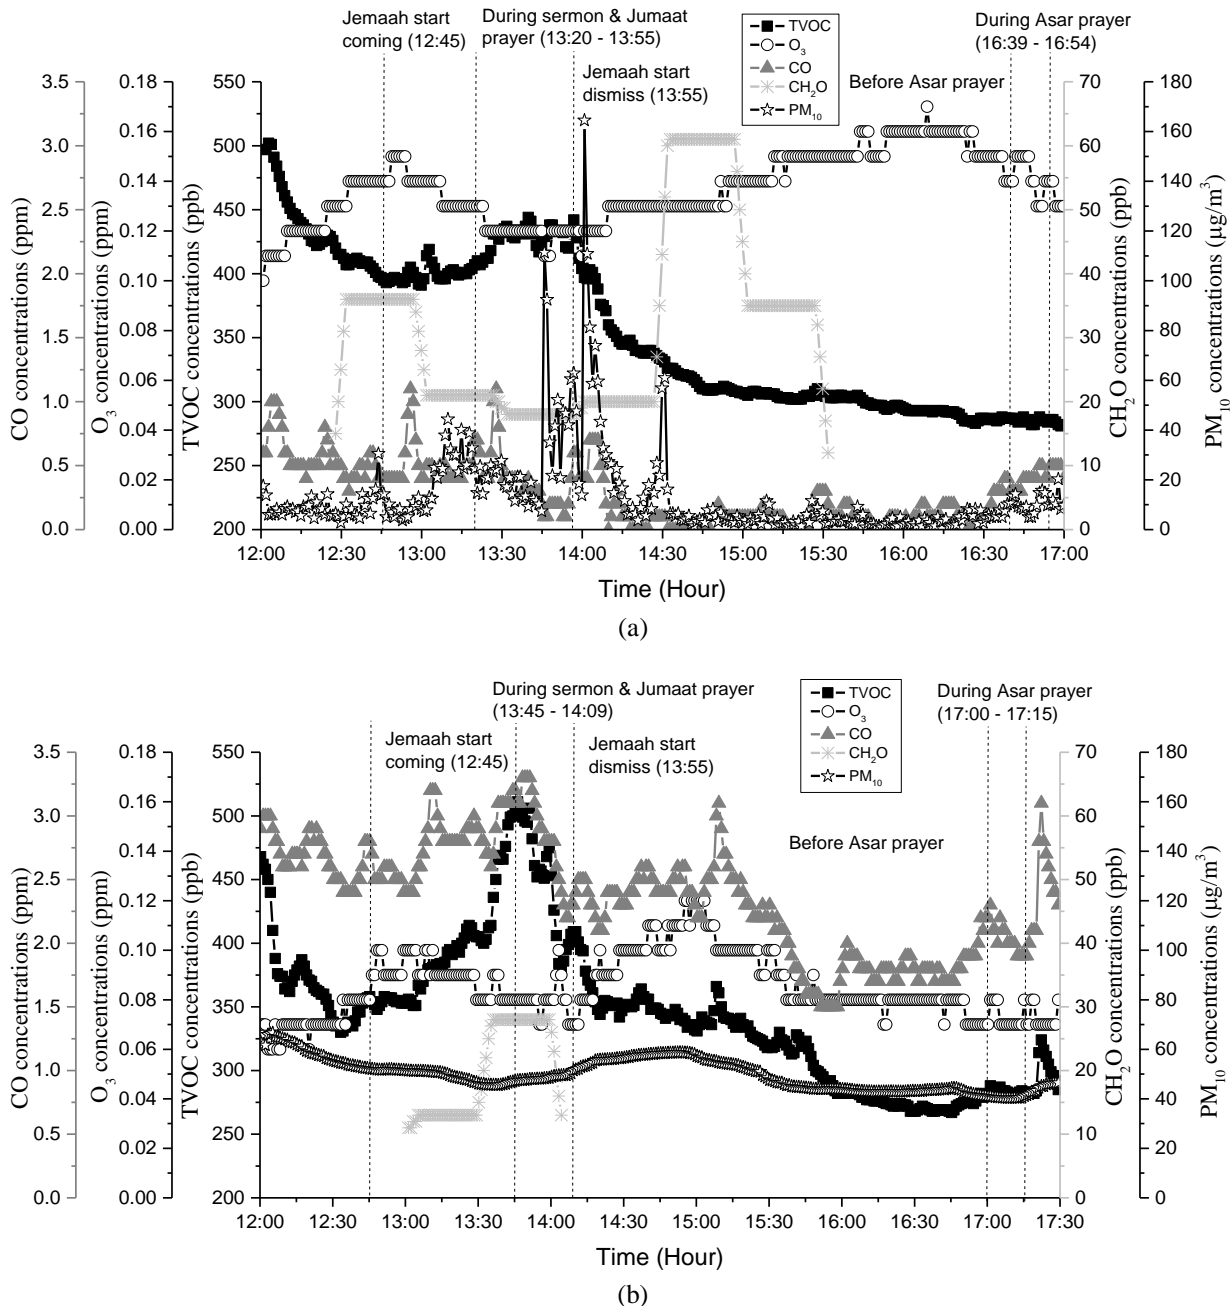 Jemaah start
coming (12:45)
During sermon & Jumaat
prayer (13:20 - 13:55)
Jemaah start
dismiss (13:55)
TVOC
O3
CO
CH2O
PM10
During Asar prayer
(16:39 - 16:54)
Before Asar prayer
CO concentrations (ppm)
3.5
3.0
2.5
2.0
1.5
1.0
0.5
0.0
O3 concentrations (ppm)
0.18
0.16
0.14
0.12
0.10
0.08
0.06
0.04
0.02
0.00
TVOC concentrations (ppb)
550
500
450
400
350
300
250
200
70
60
50
40
30
20
10
0
CH2O concentrations (ppb)
180
160
140
120
100
80
60
40
20
0
PM10 concentrations (µg/m3)
12:00 12:30 13:00 13:30 14:00 14:30 15:00 15:30 16:00 16:30 17:00
Time (Hour)
(a)
During sermon & Jumaat prayer
(13:45 - 14:09)
Jemaah start
coming (12:45)
Jemaah start
dismiss (13:55)
TVOC
O3
CO
CH2O
PM10
During Asar prayer
(17:00 - 17:15)
Before Asar prayer
CO concentrations (ppm)
3.5
3.0
2.5
2.0
1.5
1.0
0.5
0.0
O3 concentrations (ppm)
0.18
0.16
0.14
0.12
0.10
0.08
0.06
0.04
0.02
0.00
TVOC concentrations (ppb)
550
500
450
400
350
300
250
200
70
60
50
40
30
20
10
0
CH2O concentrations (ppb)
180
160
140
120
100
80
60
40
20
0
PM10 concentrations (µg/m3)
12:00 12:30 13:00 13:30 14:00 14:30 15:00 15:30 16:00 16:30 17:00 17:30
Time (Hour)
(b)